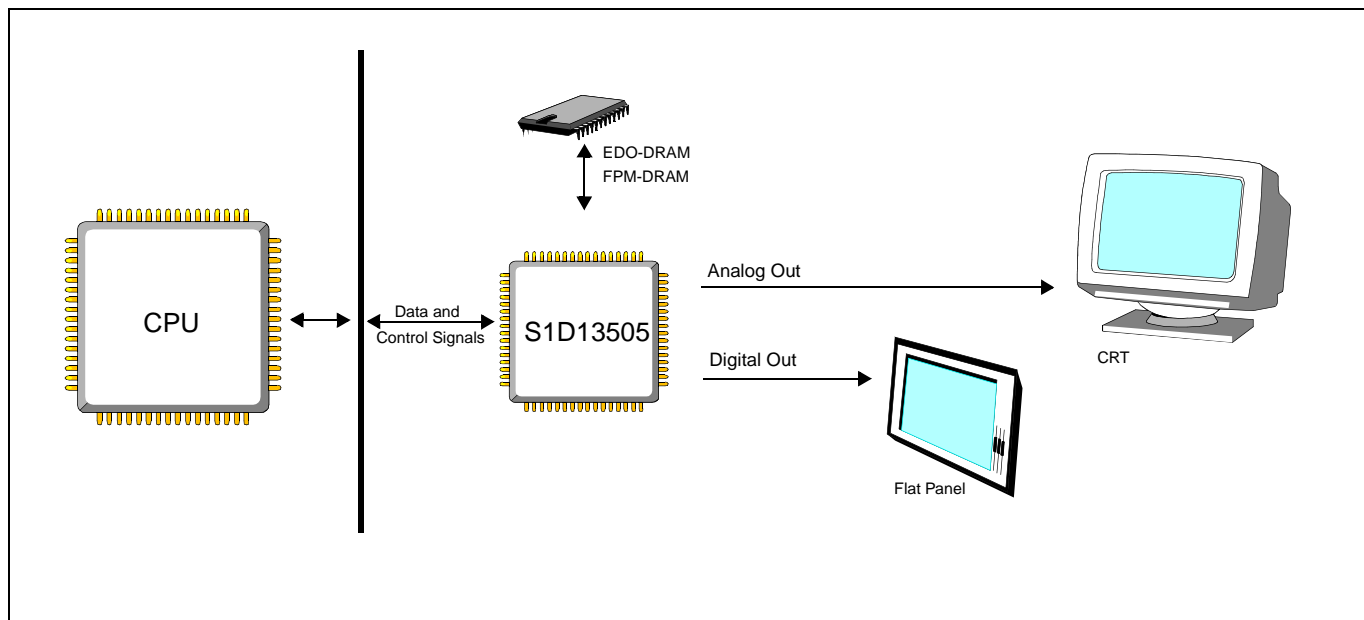 EDO-DRAM
FPM-DRAM
CPU
Data and
Control Signals
S1D13505
Analog Out
Digital Out
CRT
Flat Panel